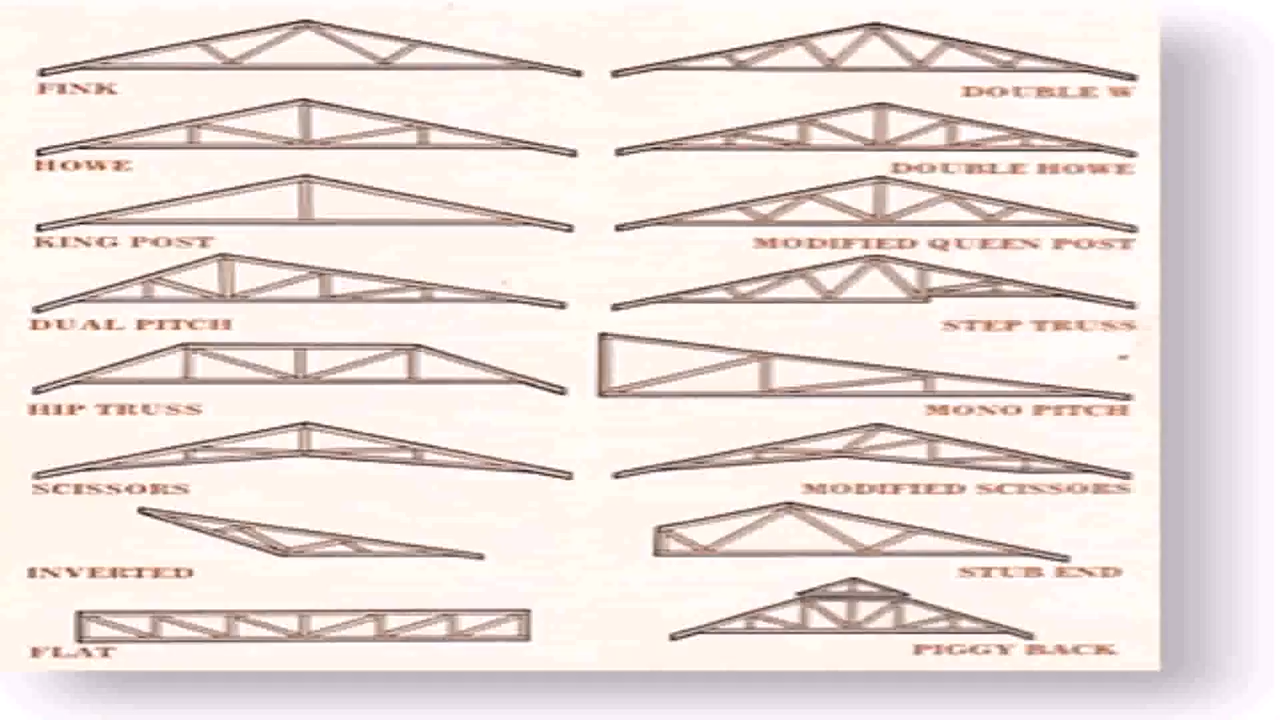 FINK
DOUBLE W
HOWE
DOUBLE HOWE
KING POST
MODIFIED QUEEN POST
DUAL PITCH
STEP TRUSS
HIP TRUSS
MONO PITCH
SCISSORS
MODIFIED SCISSORS
INVERTED
STUB END
FLAT
PIGGY BACK